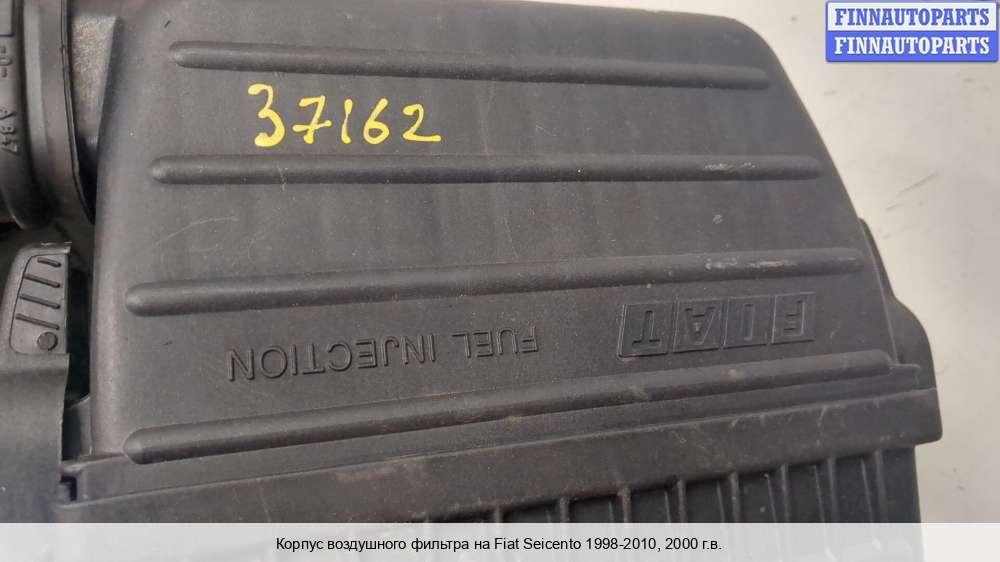 FINNAUTOPARTS
FINNAUTOPARTS
37162
FIAT
FUEL INJECTION
Корпус воздушного фильтра на Fiat Seicento 1998-2010, 2000 г.в.